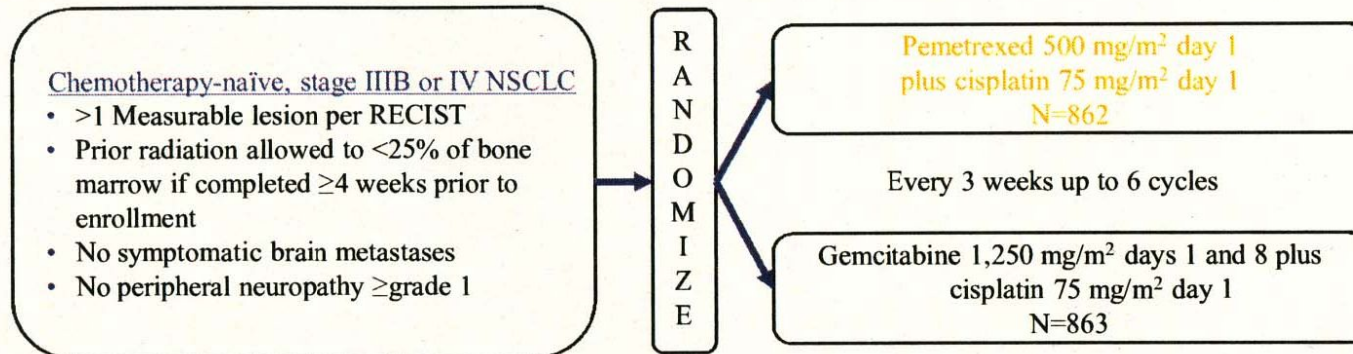 Chemotherapy-naïve, stage IIIB or IV NSCLC
• >1 Measurable lesion per RECIST
• Prior radiation allowed to <25% of bone
marrow if completed ≥4 weeks prior to
enrollment
• No symptomatic brain metastases
• No peripheral neuropathy ≥grade 1
R
A
N
D
O
M
I
Z
E
Pemetrexed 500 mg/m² day 1
plus cisplatin 75 mg/m² day 1
N=862
Every 3 weeks up to 6 cycles
Gemcitabine 1,250 mg/m² days 1 and 8 plus
cisplatin 75 mg/m² day 1
N=863